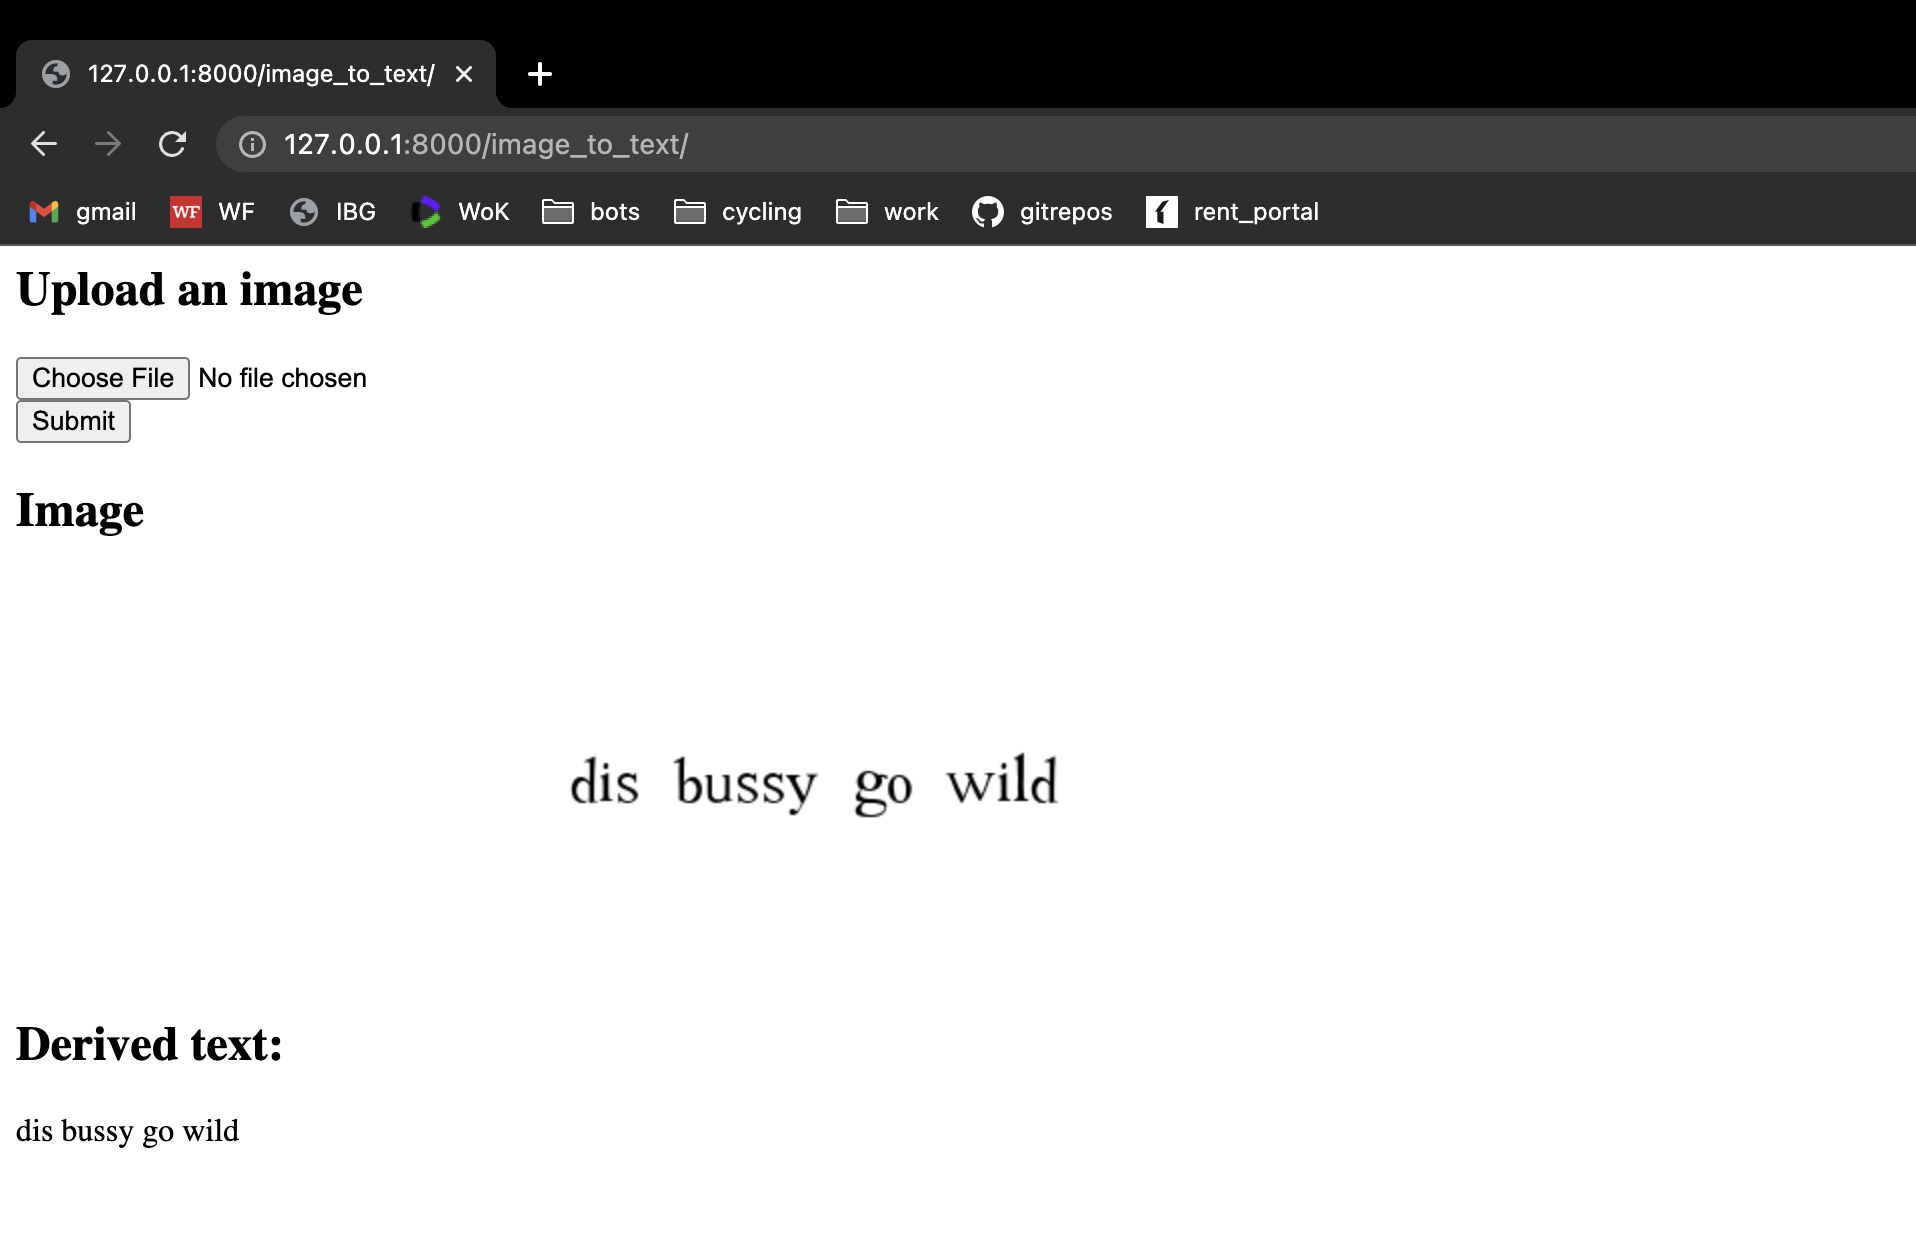 127.0.0.1:8000/image_to_text/
127.0.0.1:8000/image_to_text/
gmail WF WF IBG WoK bots cycling work gitrepos rent_portal
Upload an image
Choose File No file chosen
Submit
Image
dis bussy go wild
Derived text:
dis bussy go wild